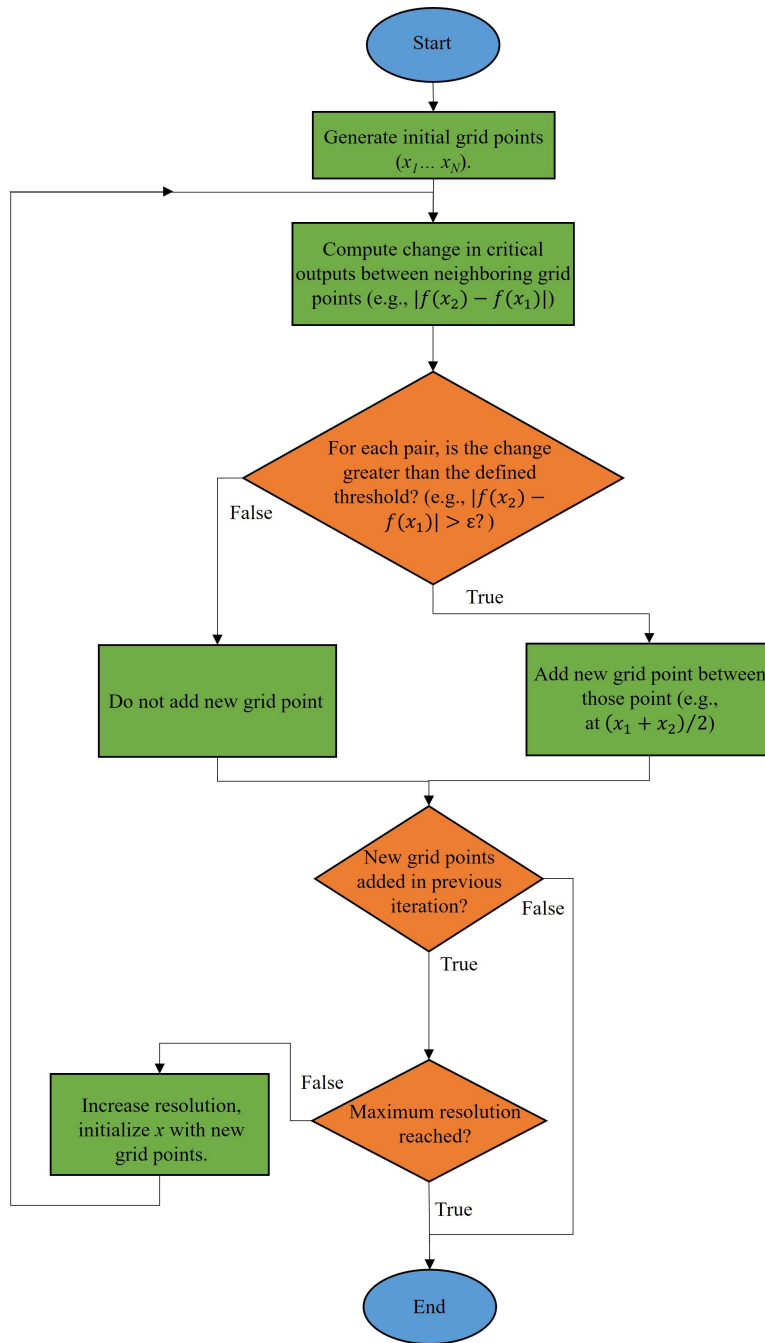 Start
Generate initial grid points
(x₁... x_N).
Compute change in critical
outputs between neighboring grid
points (e.g., |f(x₂) − f(x₁)|)
For each pair, is the change
greater than the defined
threshold? (e.g., |f(x₂) −
f(x₁)| > ε? )
False
True
Do not add new grid point
Add new grid point between
those point (e.g.,
at (x₁ + x₂)/2)
New grid points
added in previous
iteration?
False
True
False
Increase resolution,
initialize x with new
grid points.
Maximum resolution
reached?
True
End